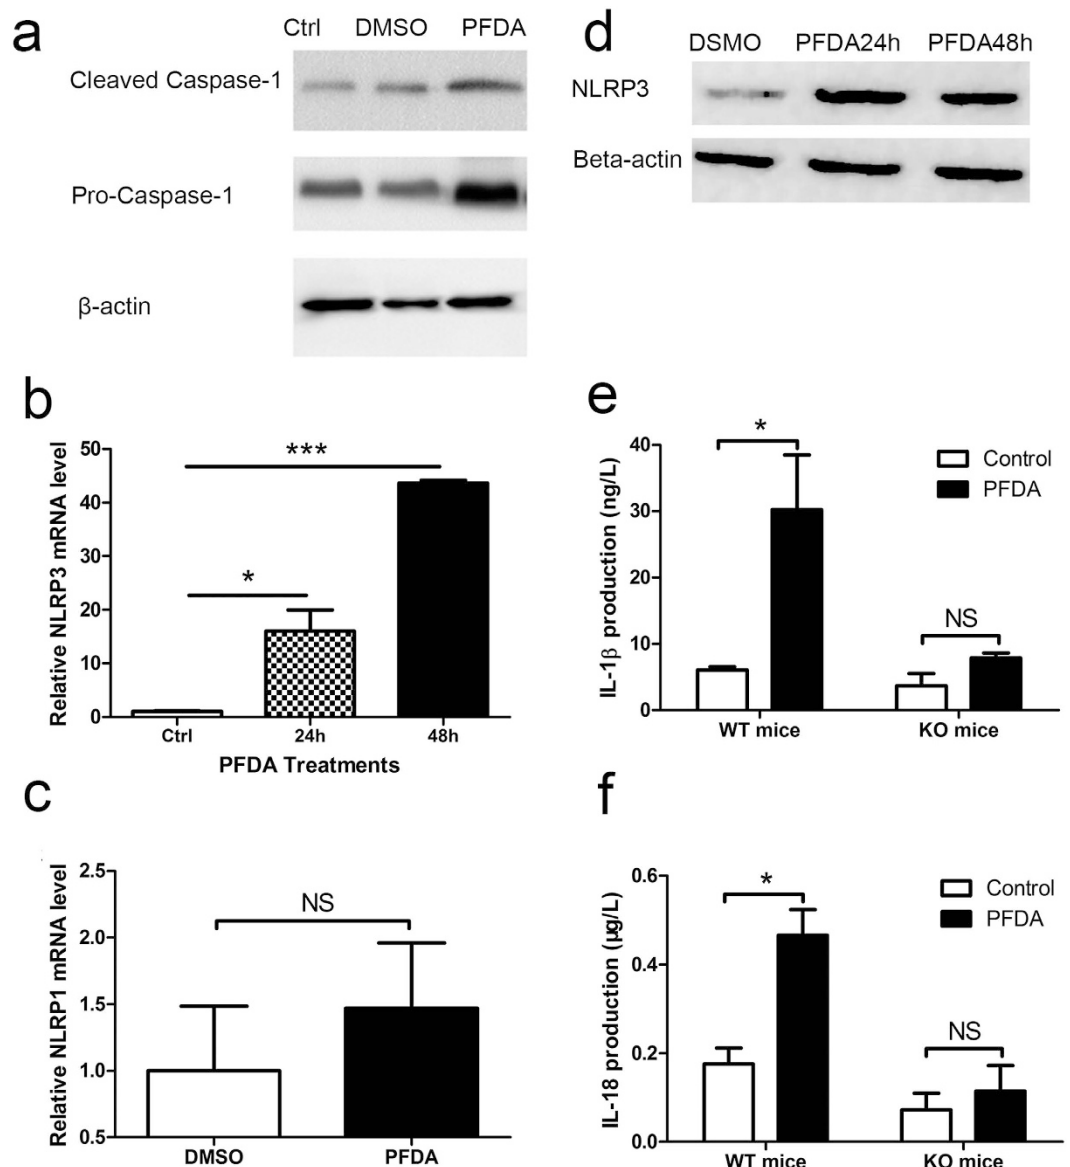 a
Ctrl DMSO PFDA
Cleaved Caspase-1
Pro-Caspase-1
β-actin
d
DSMO PFDA24h PFDA48h
NLRP3
Beta-actin
b
Relative NLRP3 mRNA level
50
40
30
20
10
0
***
*
Ctrl 24h 48h
PFDA Treatments
e
IL-1β production (ng/L)
40
30
20
10
0
*
NS
Control
PFDA
WT mice KO mice
c
Relative NLRP1 mRNA level
2.5
2.0
1.5
1.0
0.5
NS
DMSO PFDA
f
IL-18 production (µg/L)
0.6
0.4
0.2
0.0
*
NS
Control
PFDA
WT mice KO mice